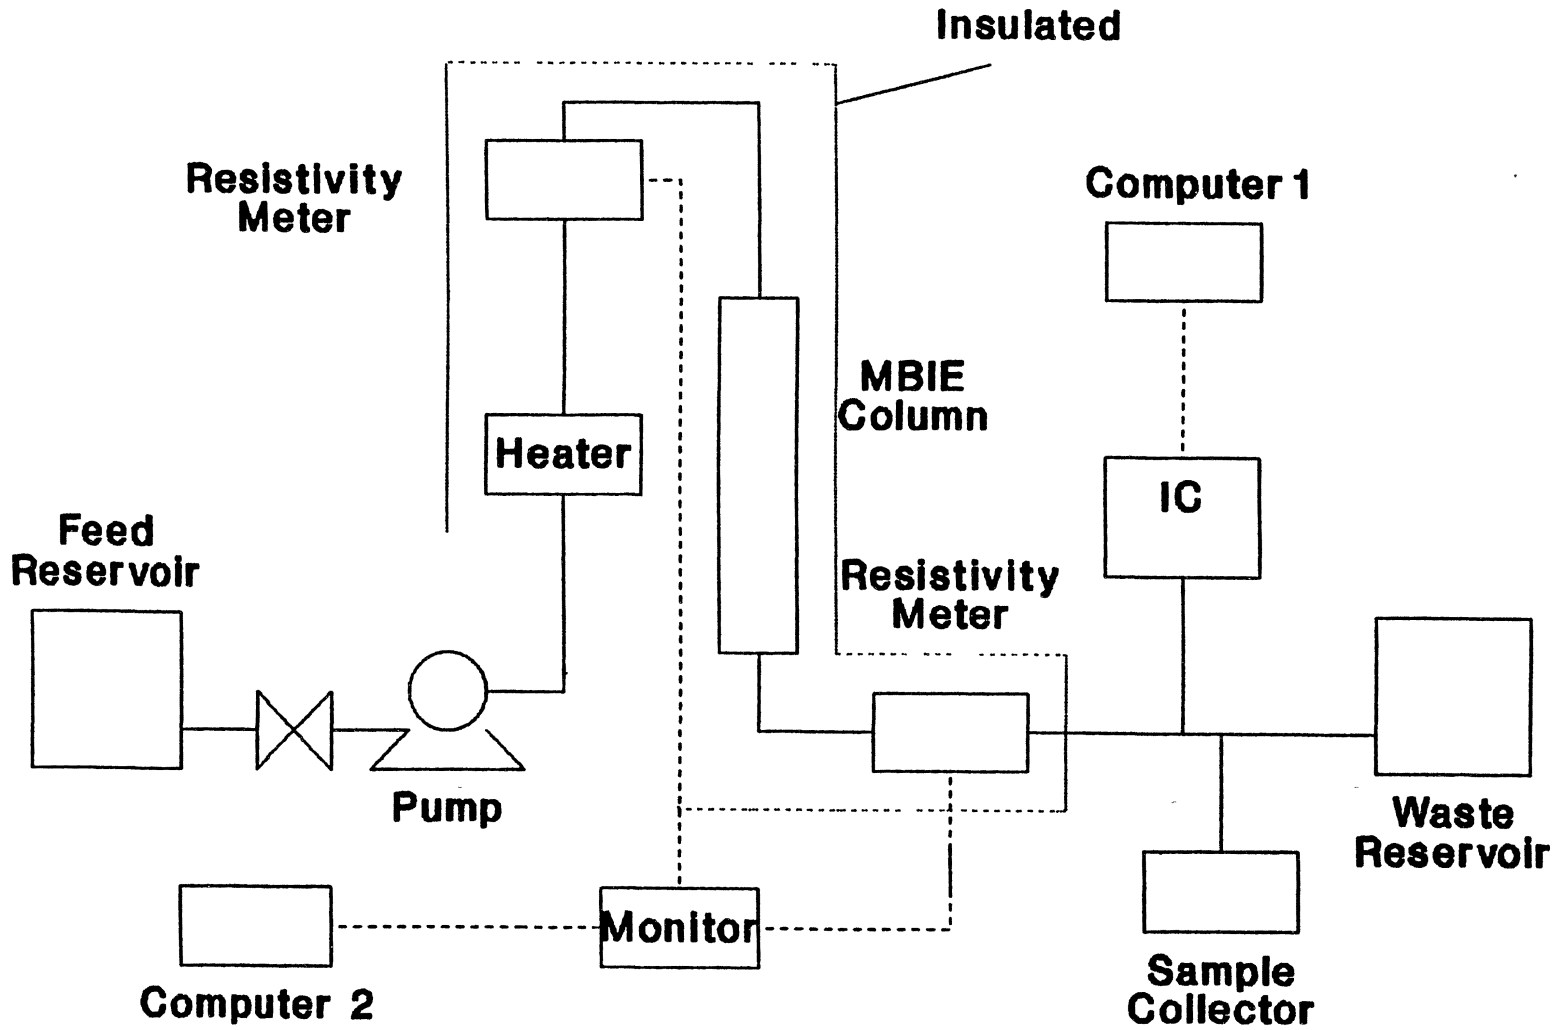 Insulated
Resistivity
Meter
Computer 1
MBIE
Column
Heater
IC
Feed
Reservoir
Resistivity
Meter
Pump
Waste
Reservoir
Monitor
Computer 2
Sample
Collector